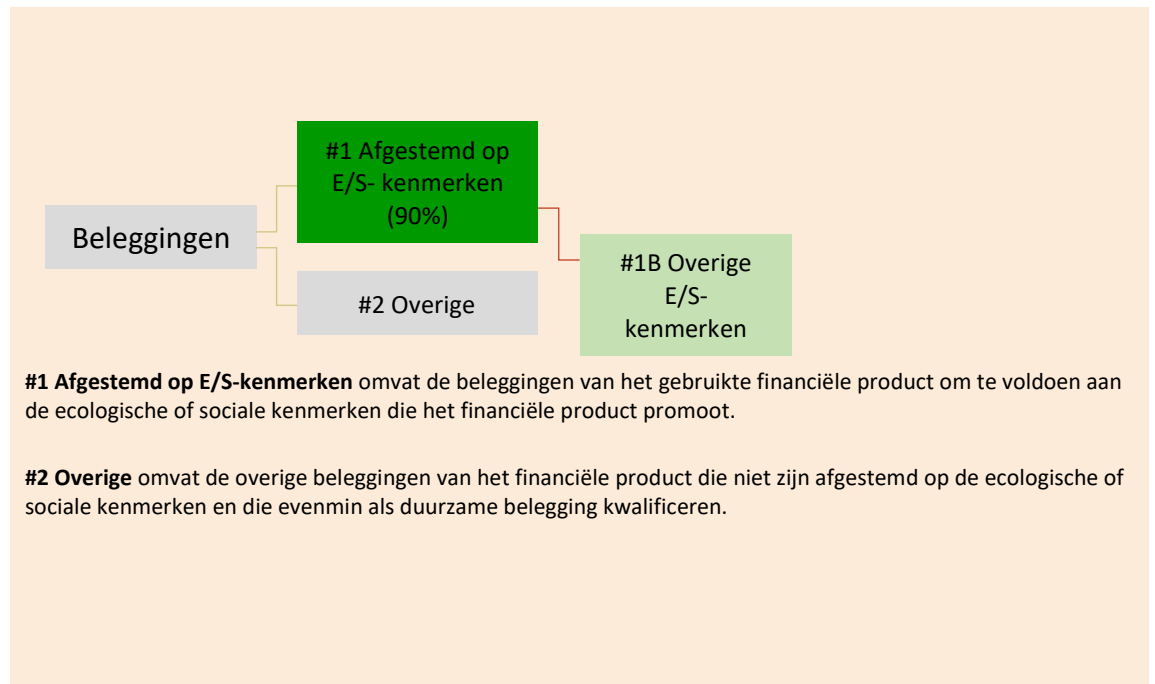 #1 Afgestemd op
E/S- kenmerken
(90%)
Beleggingen
#2 Overige
#1B Overige
E/S-
kenmerken
#1 Afgestemd op E/S-kenmerken omvat de beleggingen van het gebruikte financiële product om te voldoen aan
de ecologische of sociale kenmerken die het financiële product promoot.
#2 Overige omvat de overige beleggingen van het financiële product die niet zijn afgestemd op de ecologische of
sociale kenmerken en die evenmin als duurzame belegging kwalificeren.